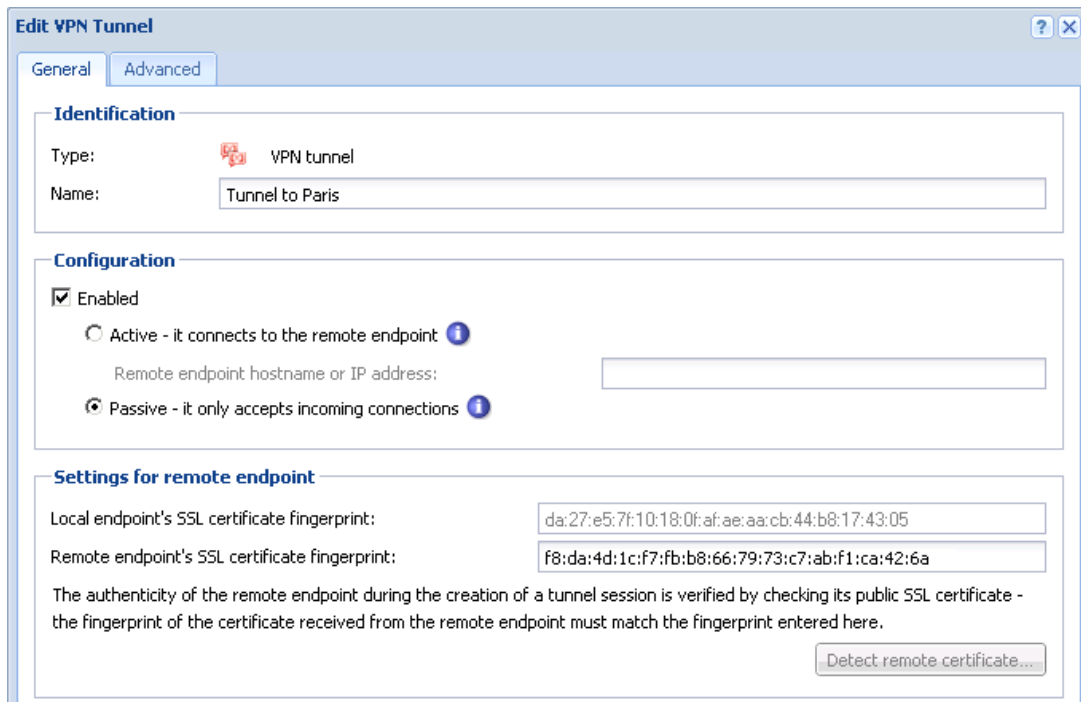 Edit VPN Tunnel
General Advanced
Identification
Type: VPN tunnel
Name: Tunnel to Paris
Configuration
Enabled
Active - it connects to the remote endpoint
Remote endpoint hostname or IP address:
Passive - it only accepts incoming connections
Settings for remote endpoint
Local endpoint's SSL certificate fingerprint: da:27:e5:7f:10:18:0f:af:ae:aa:cb:44:b8:17:43:05
Remote endpoint's SSL certificate fingerprint: f8:da:4d:1c:f7:fb:b8:66:79:73:c7:ab:f1:ca:42:6a
The authenticity of the remote endpoint during the creation of a tunnel session is verified by checking its public SSL certificate -
the fingerprint of the certificate received from the remote endpoint must match the fingerprint entered here.
Detect remote certificate...